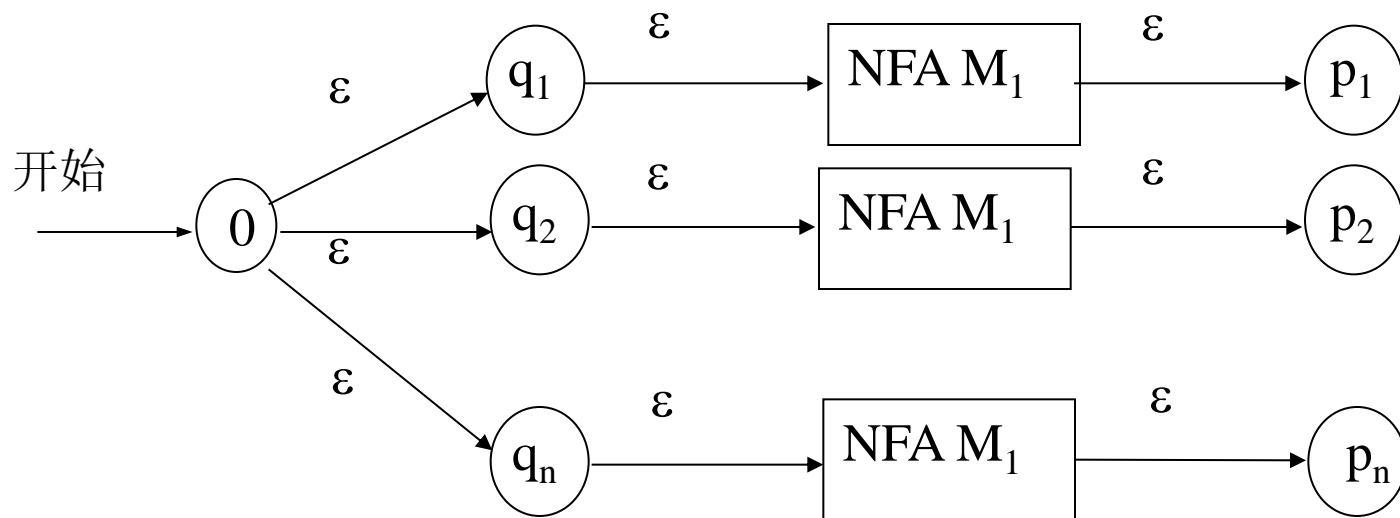 ε q₁ ε NFA M₁ ε p₁
开始 0 ε q₂ ε NFA M₁ ε p₂
ε qₙ ε NFA M₁ ε pₙ